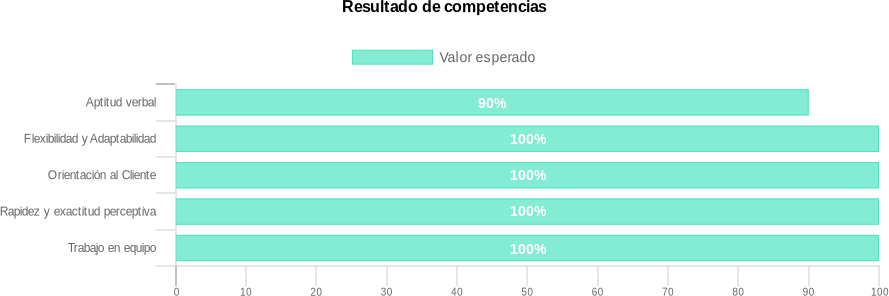 Resultado de competencias
Valor esperado
Aptitud verbal 90%
Flexibilidad y Adaptabilidad 100%
Orientación al Cliente 100%
Rapidez y exactitud perceptiva 100%
Trabajo en equipo 100%
0 10 20 30 40 50 60 70 80 90 100